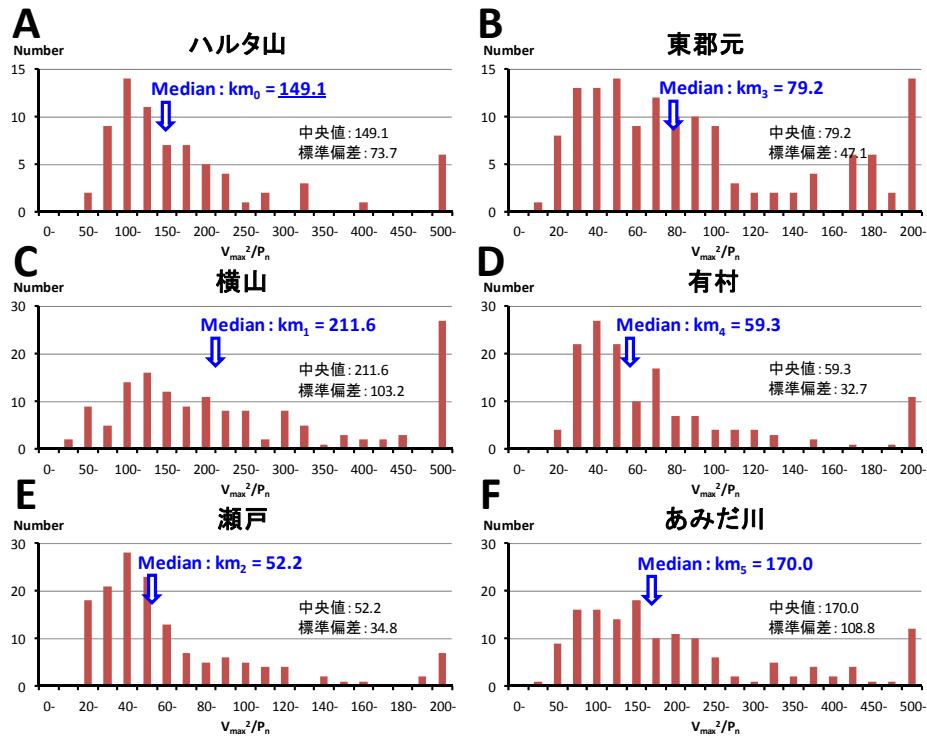 A
ハルタ山
Number
Median : km0 = 149.1
中央値 : 149.1
標準偏差 : 73.7
15
10
5
0
0- 50- 100- 150- 200- 250- 300- 350- 400- 450- 500-
Vmax²/Pn
B
東郡元
Number
Median : km3 = 79.2
中央値 : 79.2
標準偏差 : 47.1
15
10
5
0
0- 20- 40- 60- 80- 100- 120- 140- 160- 180- 200-
Vmax²/Pn
C
横山
Number
Median : km1 = 211.6
中央値 : 211.6
標準偏差 : 103.2
30
20
10
0
0- 50- 100- 150- 200- 250- 300- 350- 400- 450- 500-
Vmax²/Pn
D
有村
Number
Median : km4 = 59.3
中央値 : 59.3
標準偏差 : 32.7
30
20
10
0
0- 20- 40- 60- 80- 100- 120- 140- 160- 180- 200-
Vmax²/Pn
E
瀬戸
Number
Median : km2 = 52.2
中央値 : 52.2
標準偏差 : 34.8
30
20
10
0
0- 20- 40- 60- 80- 100- 120- 140- 160- 180- 200-
Vmax²/Pn
F
あみだ川
Number
Median : km5 = 170.0
中央値 : 170.0
標準偏差 : 108.8
30
20
10
0
0- 50- 100- 150- 200- 250- 300- 350- 400- 450- 500-
Vmax²/Pn